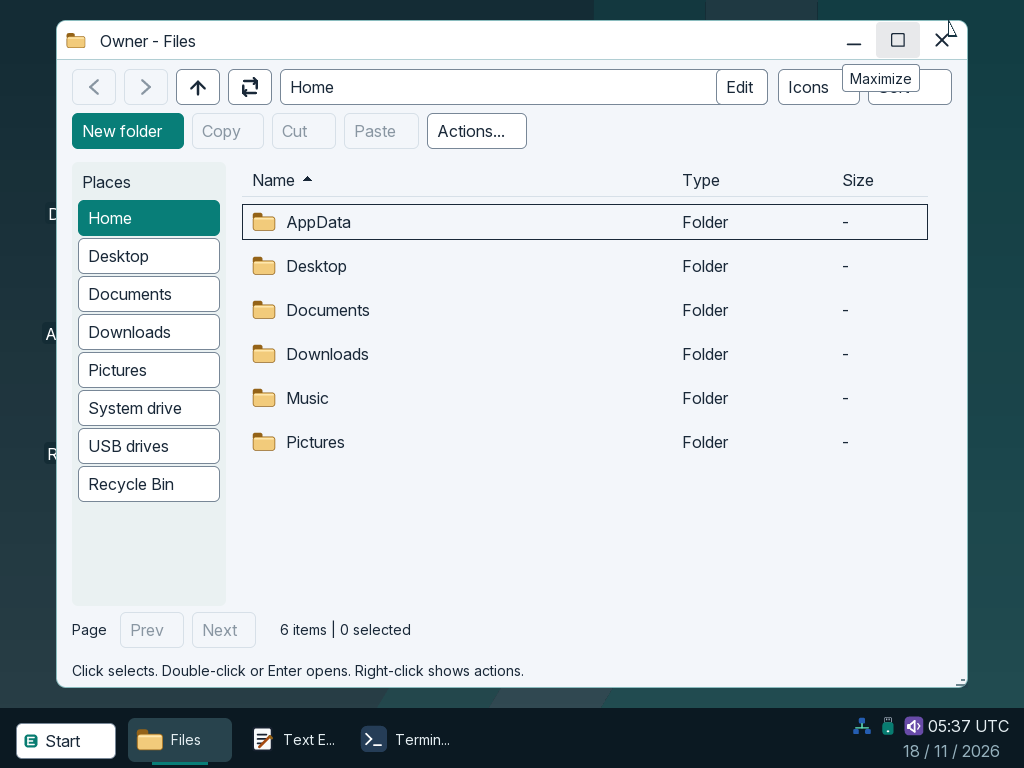 Owner - Files
Home
Edit
Icons
Maximize
New folder
Copy
Cut
Paste
Actions...
Places
Home
Desktop
Documents
Downloads
Pictures
System drive
USB drives
Recycle Bin
Name
Type
Size
AppData
Folder
-
Desktop
Folder
-
Documents
Folder
-
Downloads
Folder
-
Music
Folder
-
Pictures
Folder
-
Page
Prev
Next
6 items | 0 selected
Click selects. Double-click or Enter opens. Right-click shows actions.
Start
Files
Text E...
Termin...
05:37 UTC
18 / 11 / 2026